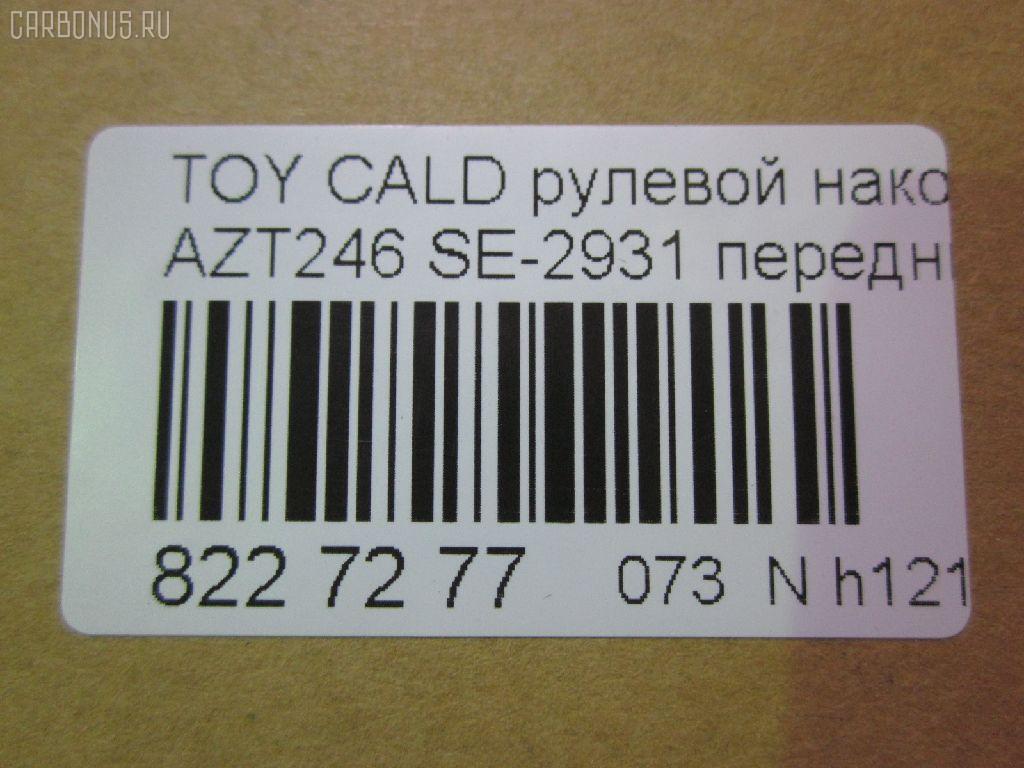 CARBONUS.RU
TOY CALD рулевой нако
AZT246 SE-2931 передн
822 72 77 073 N h121